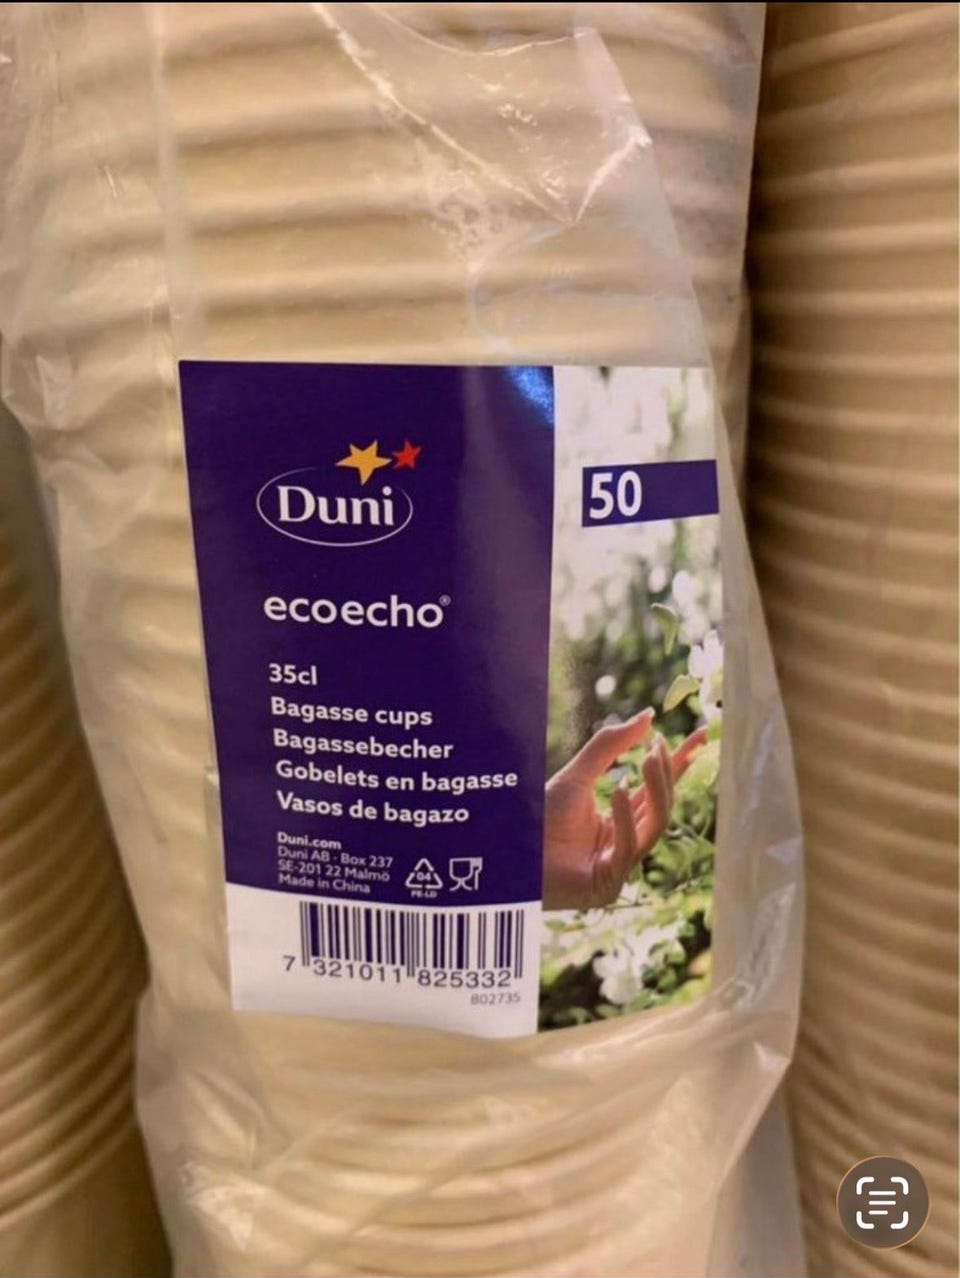 Duni
50
ecoecho®
35cl
Bagasse cups
Bagassebecher
Gobelets en bagasse
Vasos de bagazo
Duni.com
Duni AB - Box 237
SE-201 22 Malmö
Made in China
04
PE-LD
7 321011 825332
802735